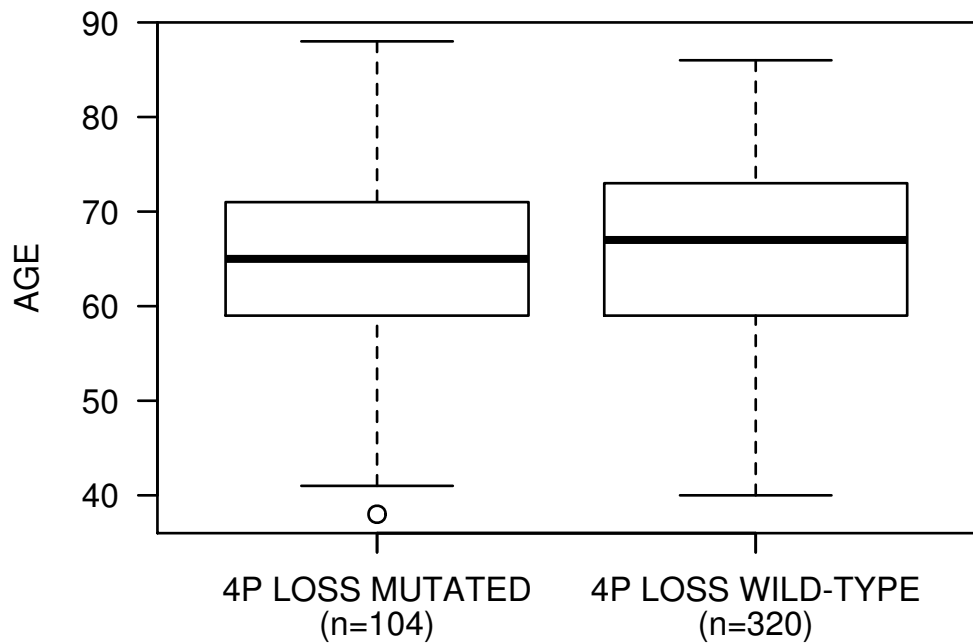 90
80
70
60
50
40
AGE
4P LOSS MUTATED
(n=104)
4P LOSS WILD-TYPE
(n=320)